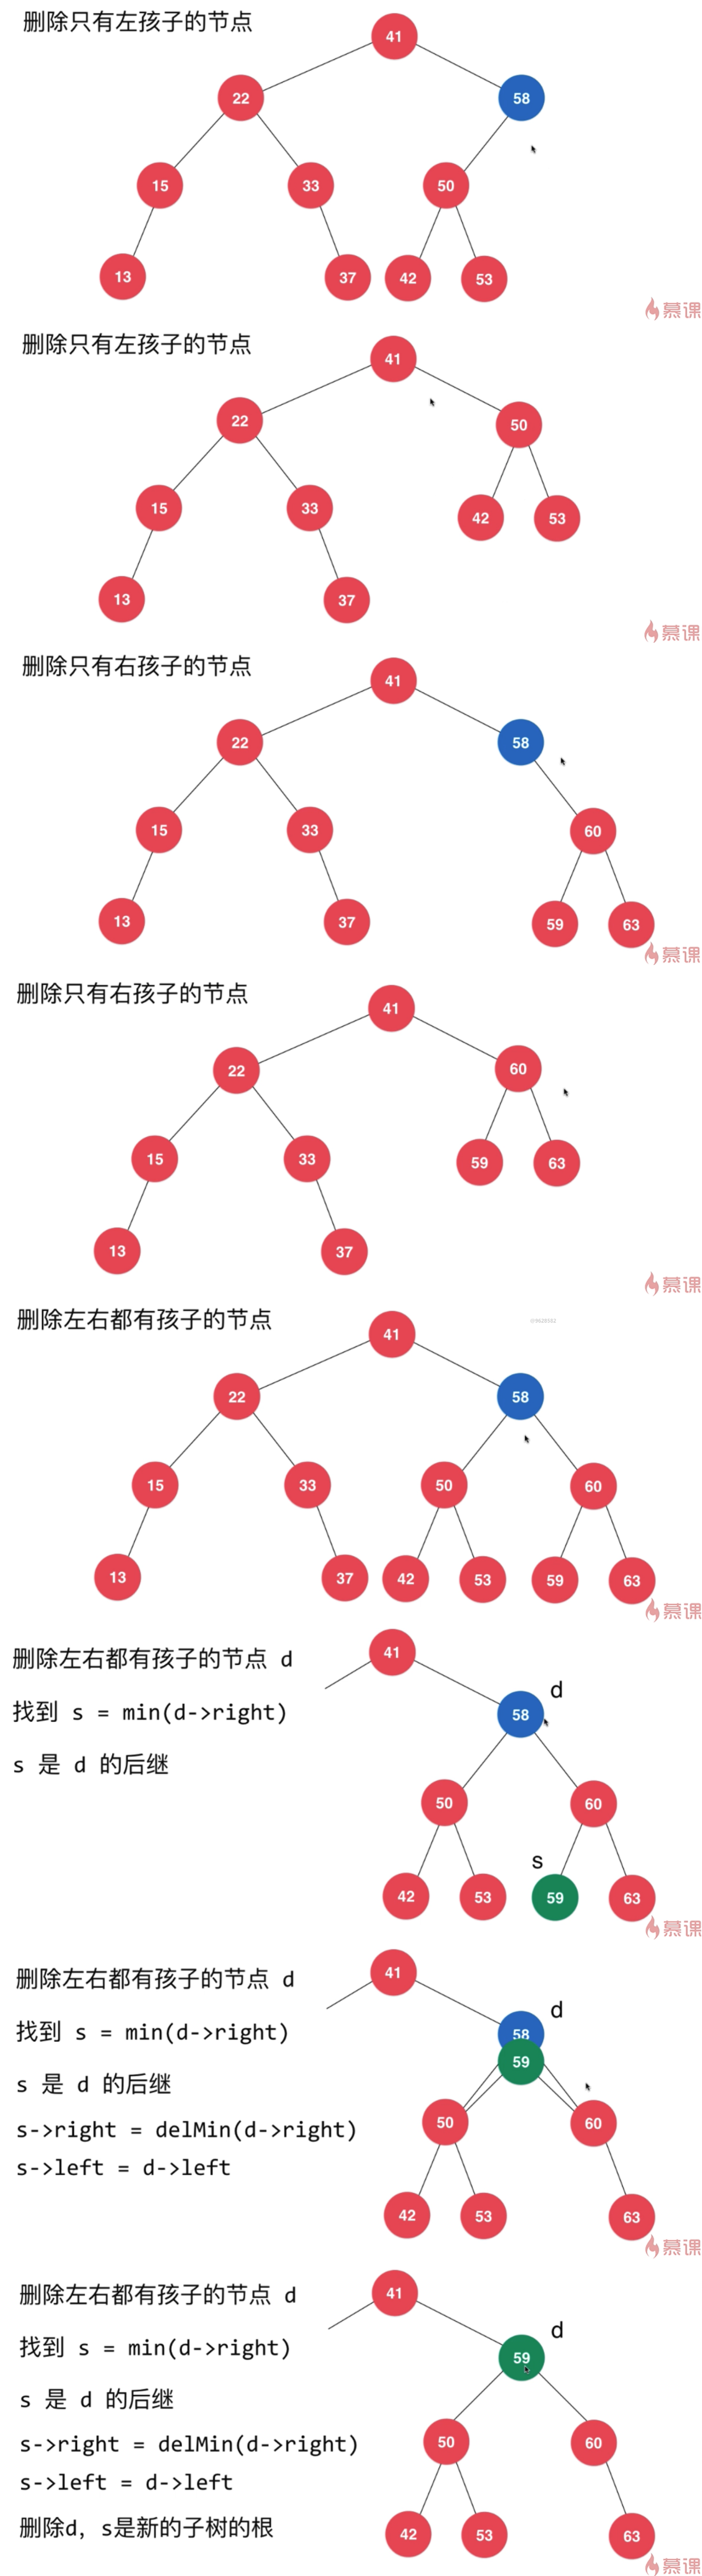 删除只有左孩子的节点
41
22
58
15
33
50
13
37
42
53
慕课
删除只有左孩子的节点
41
22
50
15
33
42
53
13
37
慕课
删除只有右孩子的节点
41
22
58
15
33
60
13
37
59
63
慕课
删除只有右孩子的节点
41
22
60
15
33
59
63
13
37
慕课
删除左右都有孩子的节点
41
22
58
15
33
50
60
13
37
42
53
59
63
慕课
删除左右都有孩子的节点 d
找到 s = min(d->right)
s 是 d 的后继
41
d
58
50
60
s
42
53
59
63
慕课
删除左右都有孩子的节点 d
找到 s = min(d->right)
s 是 d 的后继
s->right = delMin(d->right)
s->left = d->left
41
d
58
59
50
60
42
53
63
慕课
删除左右都有孩子的节点 d
找到 s = min(d->right)
s 是 d 的后继
s->right = delMin(d->right)
s->left = d->left
删除d, s是新的子树的根
41
d
59
50
60
42
53
63
慕课